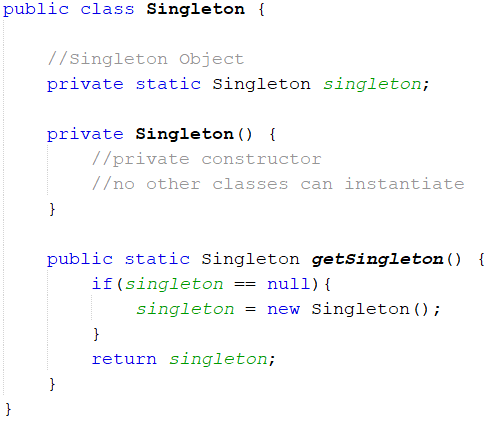 public class Singleton {
//Singleton Object
private static Singleton singleton;
private Singleton() {
//private constructor
//no other classes can instantiate
}
public static Singleton getSingleton() {
if(singleton == null){
singleton = new Singleton();
}
return singleton;
}
}